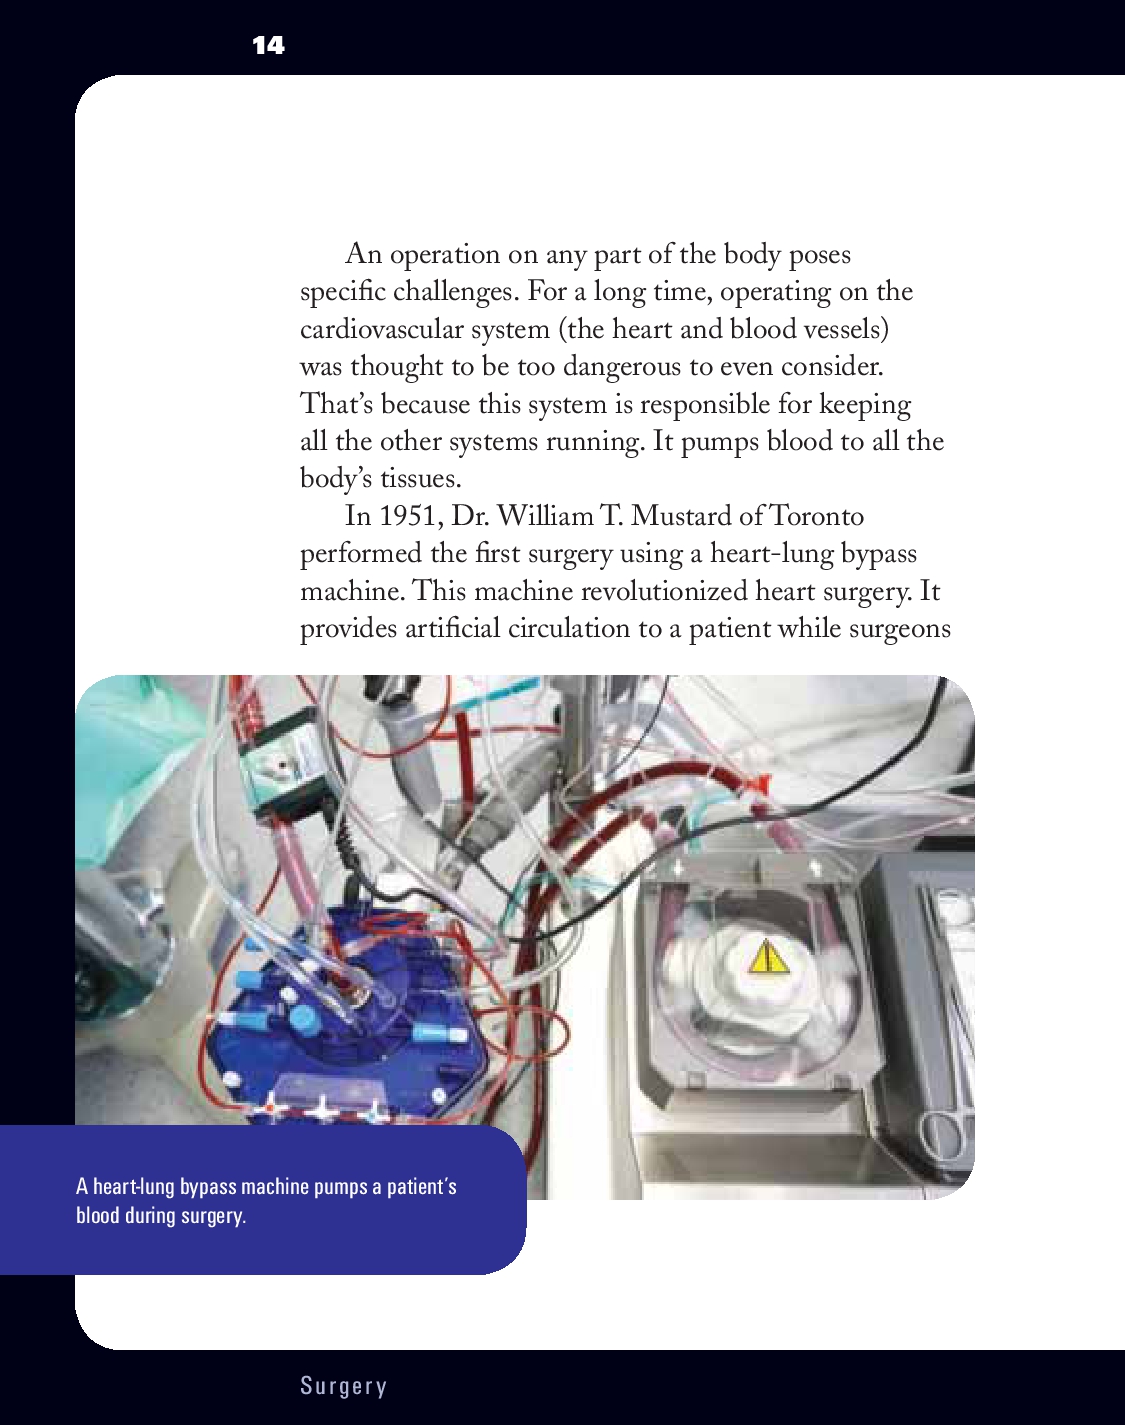 14
An operation on any part of the body poses
specific challenges. For a long time, operating on the
cardiovascular system (the heart and blood vessels)
was thought to be too dangerous to even consider.
That’s because this system is responsible for keeping
all the other systems running. It pumps blood to all the
body’s tissues.
In 1951, Dr. William T. Mustard of Toronto
performed the first surgery using a heart-lung bypass
machine. This machine revolutionized heart surgery. It
provides artificial circulation to a patient while surgeons
A heart-lung bypass machine pumps a patient’s
blood during surgery.
Surgery